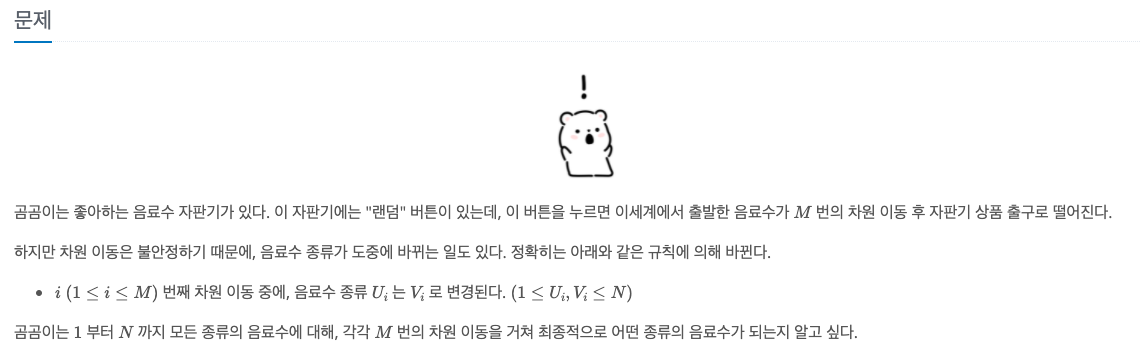 문제
!
곰곰이는 좋아하는 음료수 자판기가 있다. 이 자판기에는 "랜덤" 버튼이 있는데, 이 버튼을 누르면 이세계에서 출발한 음료수가 M 번의 차원 이동 후 자판기 상품 출구로 떨어진다.
하지만 차원 이동은 불안정하기 때문에, 음료수 종류가 도중에 바뀌는 일도 있다. 정확히는 아래와 같은 규칙에 의해 바뀐다.
• i (1 ≤ i ≤ M) 번째 차원 이동 중에, 음료수 종류 U_i 는 V_i 로 변경된다. (1 ≤ U_i, V_i ≤ N)
곰곰이는 1 부터 N 까지 모든 종류의 음료수에 대해, 각각 M 번의 차원 이동을 거쳐 최종적으로 어떤 종류의 음료수가 되는지 알고 싶다.